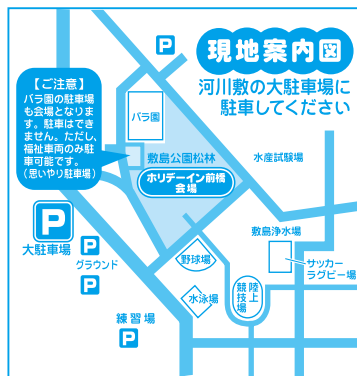 現地案内図
河川敷の大駐車場に
駐車してください
P
【ご注意】
バラ園の駐車場
も会場となりま
す。駐車はでき
ません。ただし、
福祉車両のみ駐
車可能です。
（思いやり駐車場）
バラ園
敷島公園松林
ホリデーイン前橋
会場
水産試験場
P
大駐車場
P
グラウンド
P
野球場
敷島浄水場
サッカー
ラグビー場
陸上
競技場
水泳場
練習場
P